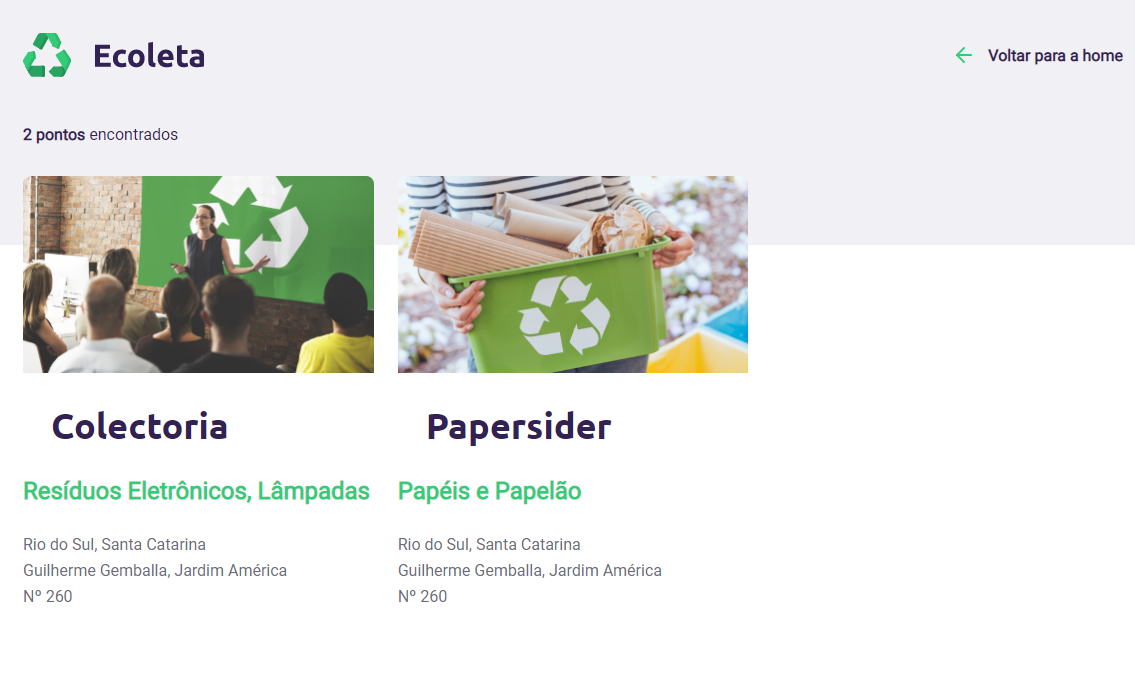 Ecoleta
Voltar para a home
2 pontos encontrados
Colectoria
Papersider
Resíduos Eletrônicos, Lâmpadas
Papéis e Papelão
Rio do Sul, Santa Catarina
Guilherme Gemballa, Jardim América
Nº 260
Rio do Sul, Santa Catarina
Guilherme Gemballa, Jardim América
Nº 260